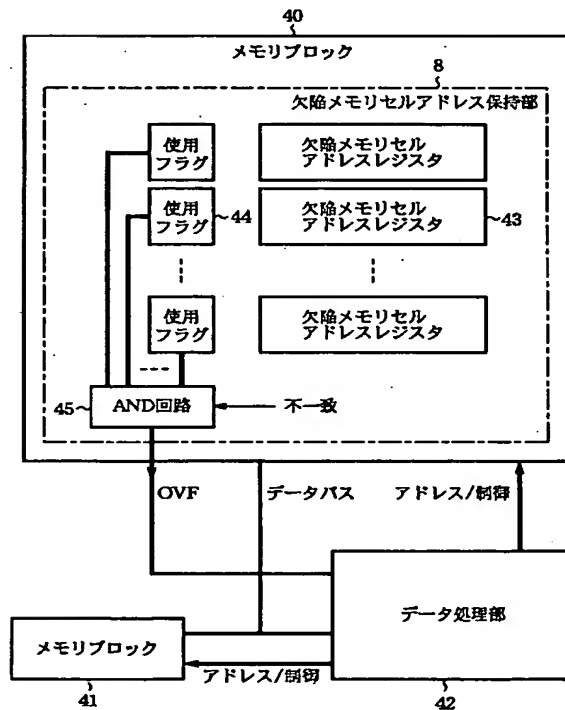 40
メモリブロック
8
欠陥メモリセルアドレス保持部
使用
フラグ
欠陥メモリセル
アドレスレジスタ
使用
フラグ
44
欠陥メモリセル
アドレスレジスタ
43
使用
フラグ
欠陥メモリセル
アドレスレジスタ
45
AND回路
不一致
OVF
データバス
アドレス/制御
データ処理部
メモリブロック
アドレス/制御
41
42